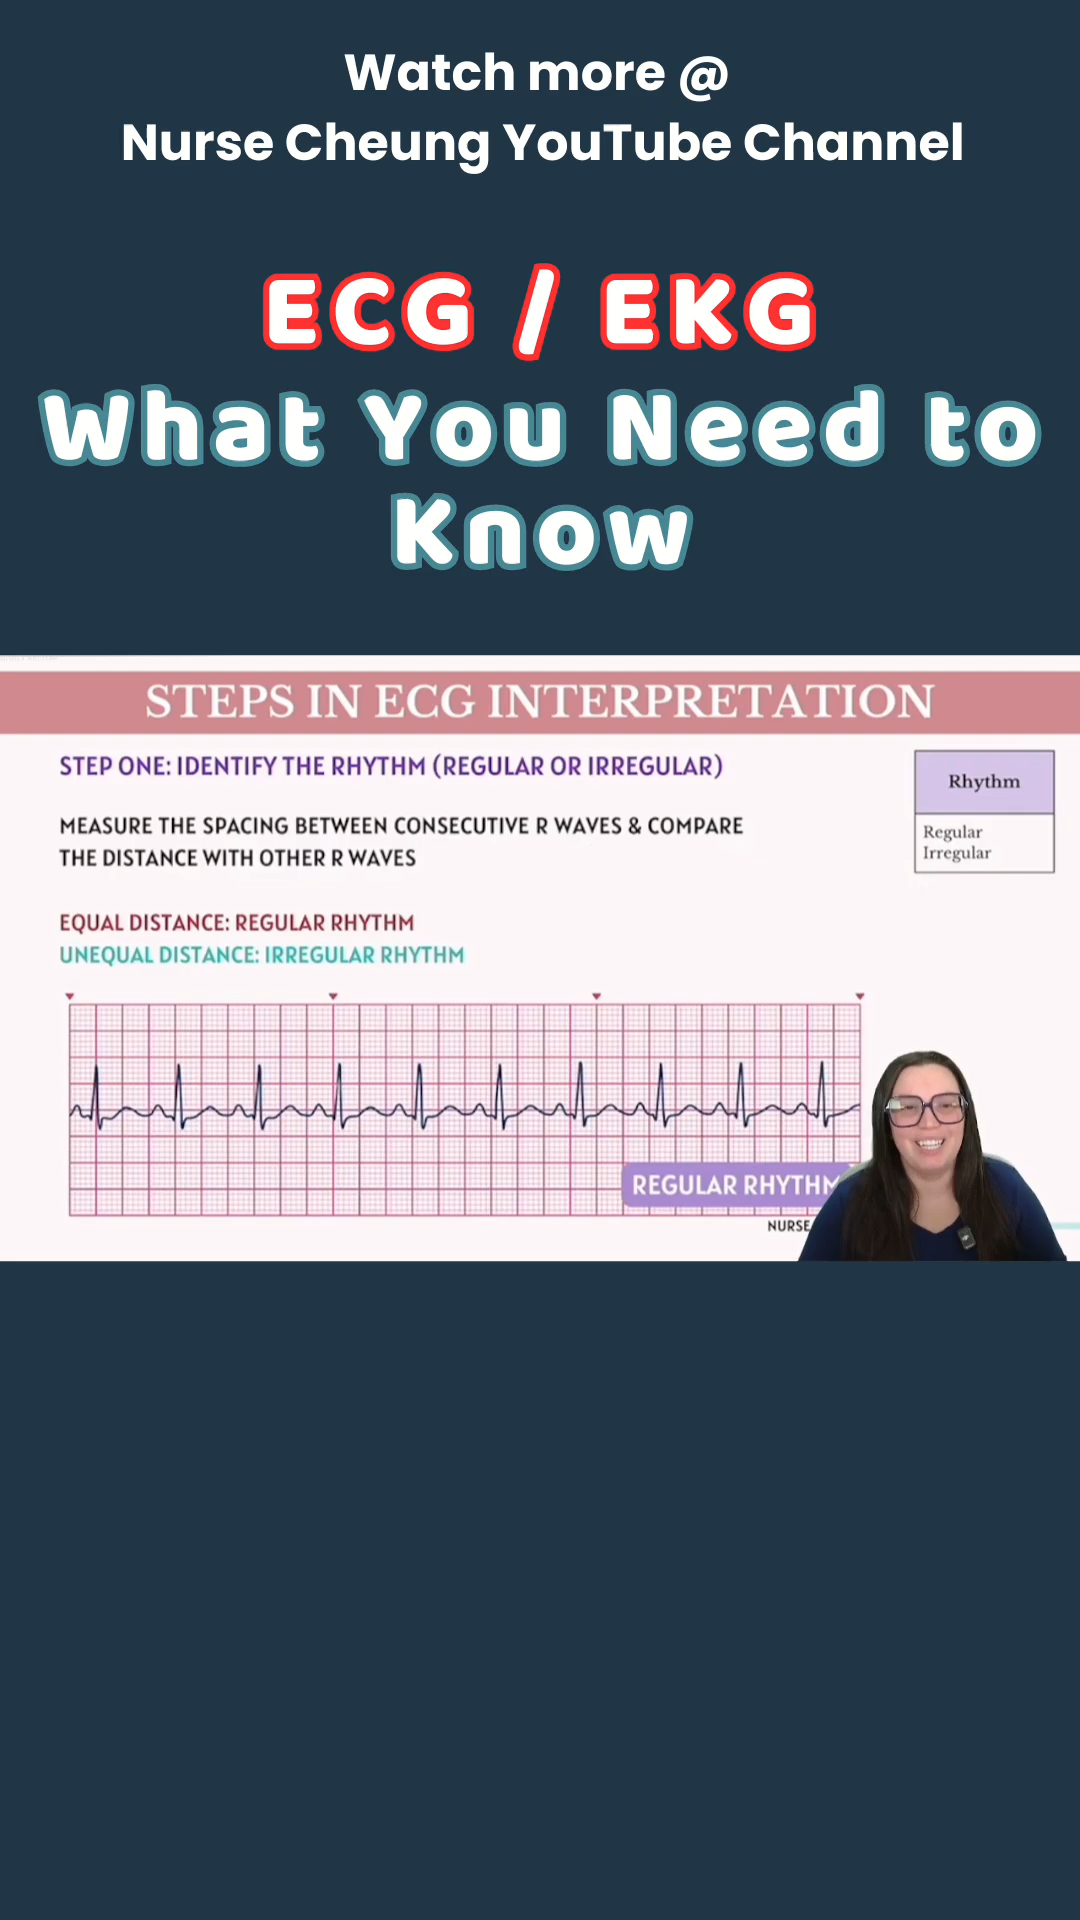 Watch more @
Nurse Cheung YouTube Channel
ECG / EKG
What You Need to
Know
STEPS IN ECG INTERPRETATION
STEP ONE: IDENTIFY THE RHYTHM (REGULAR OR IRREGULAR)
Rhythm
Regular
Irregular
MEASURE THE SPACING BETWEEN CONSECUTIVE R WAVES & COMPARE
THE DISTANCE WITH OTHER R WAVES
EQUAL DISTANCE: REGULAR RHYTHM
UNEQUAL DISTANCE: IRREGULAR RHYTHM
REGULAR RHYTHM
NURSE